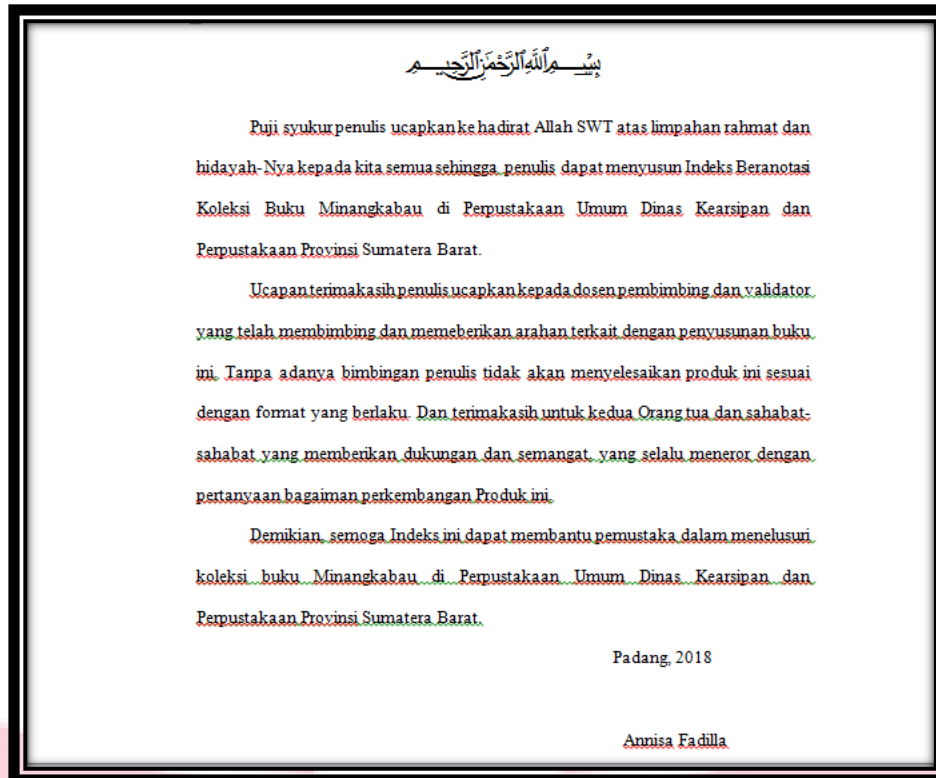 بِسْمِ ٱللَّهِ ٱلرَّحْمَٰنِ ٱلرَّحِيمِ
Puji syukur penulis ucapkan ke hadirat Allah SWT atas limpahan rahmat dan
hidayah- Nya kepada kita semua sehingga penulis dapat menyusun Indeks Beranotasi
Koleksi Buku Minangkabau di Perpustakaan Umum Dinas Kearsipan dan
Perpustakaan Provinsi Sumatera Barat.
Ucapan terimakasih penulis ucapkan kepada dosen pembimbing dan validator
yang telah membimbing dan memeberikan arahan terkait dengan penyusunan buku
ini. Tanpa adanya bimbingan penulis tidak akan menyelesaikan produk ini sesuai
dengan format yang berlaku. Dan terimakasih untuk kedua Orang tua dan sahabat-
sahabat yang memberikan dukungan dan semangat, yang selalu meneror dengan
pertanyaan bagaiman perkembangan Produk ini.
Demikian, semoga Indeks ini dapat membantu pemustaka dalam menelusuri
koleksi buku Minangkabau di Perpustakaan Umum Dinas Kearsipan dan
Perpustakaan Provinsi Sumatera Barat.
Padang, 2018
Annisa Fadilla